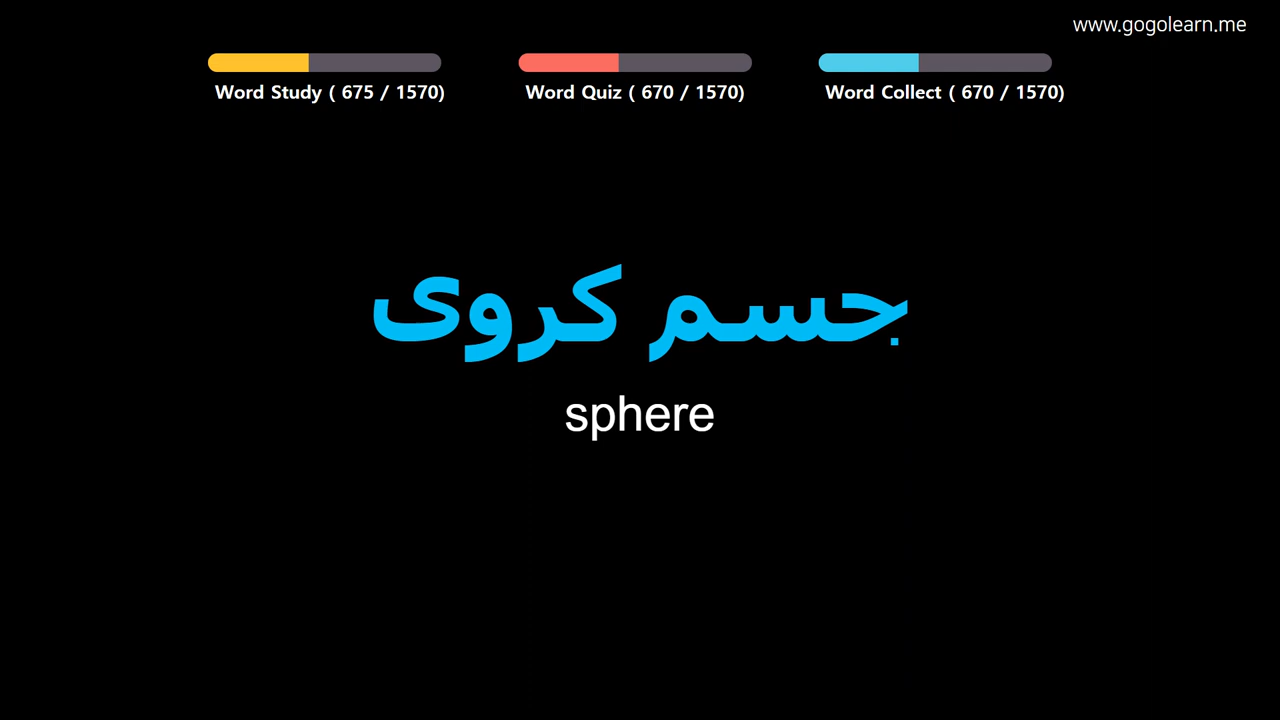 www.gogolearn.me
Word Study ( 675 / 1570)
Word Quiz ( 670 / 1570)
Word Collect ( 670 / 1570)
جسم کروی
sphere